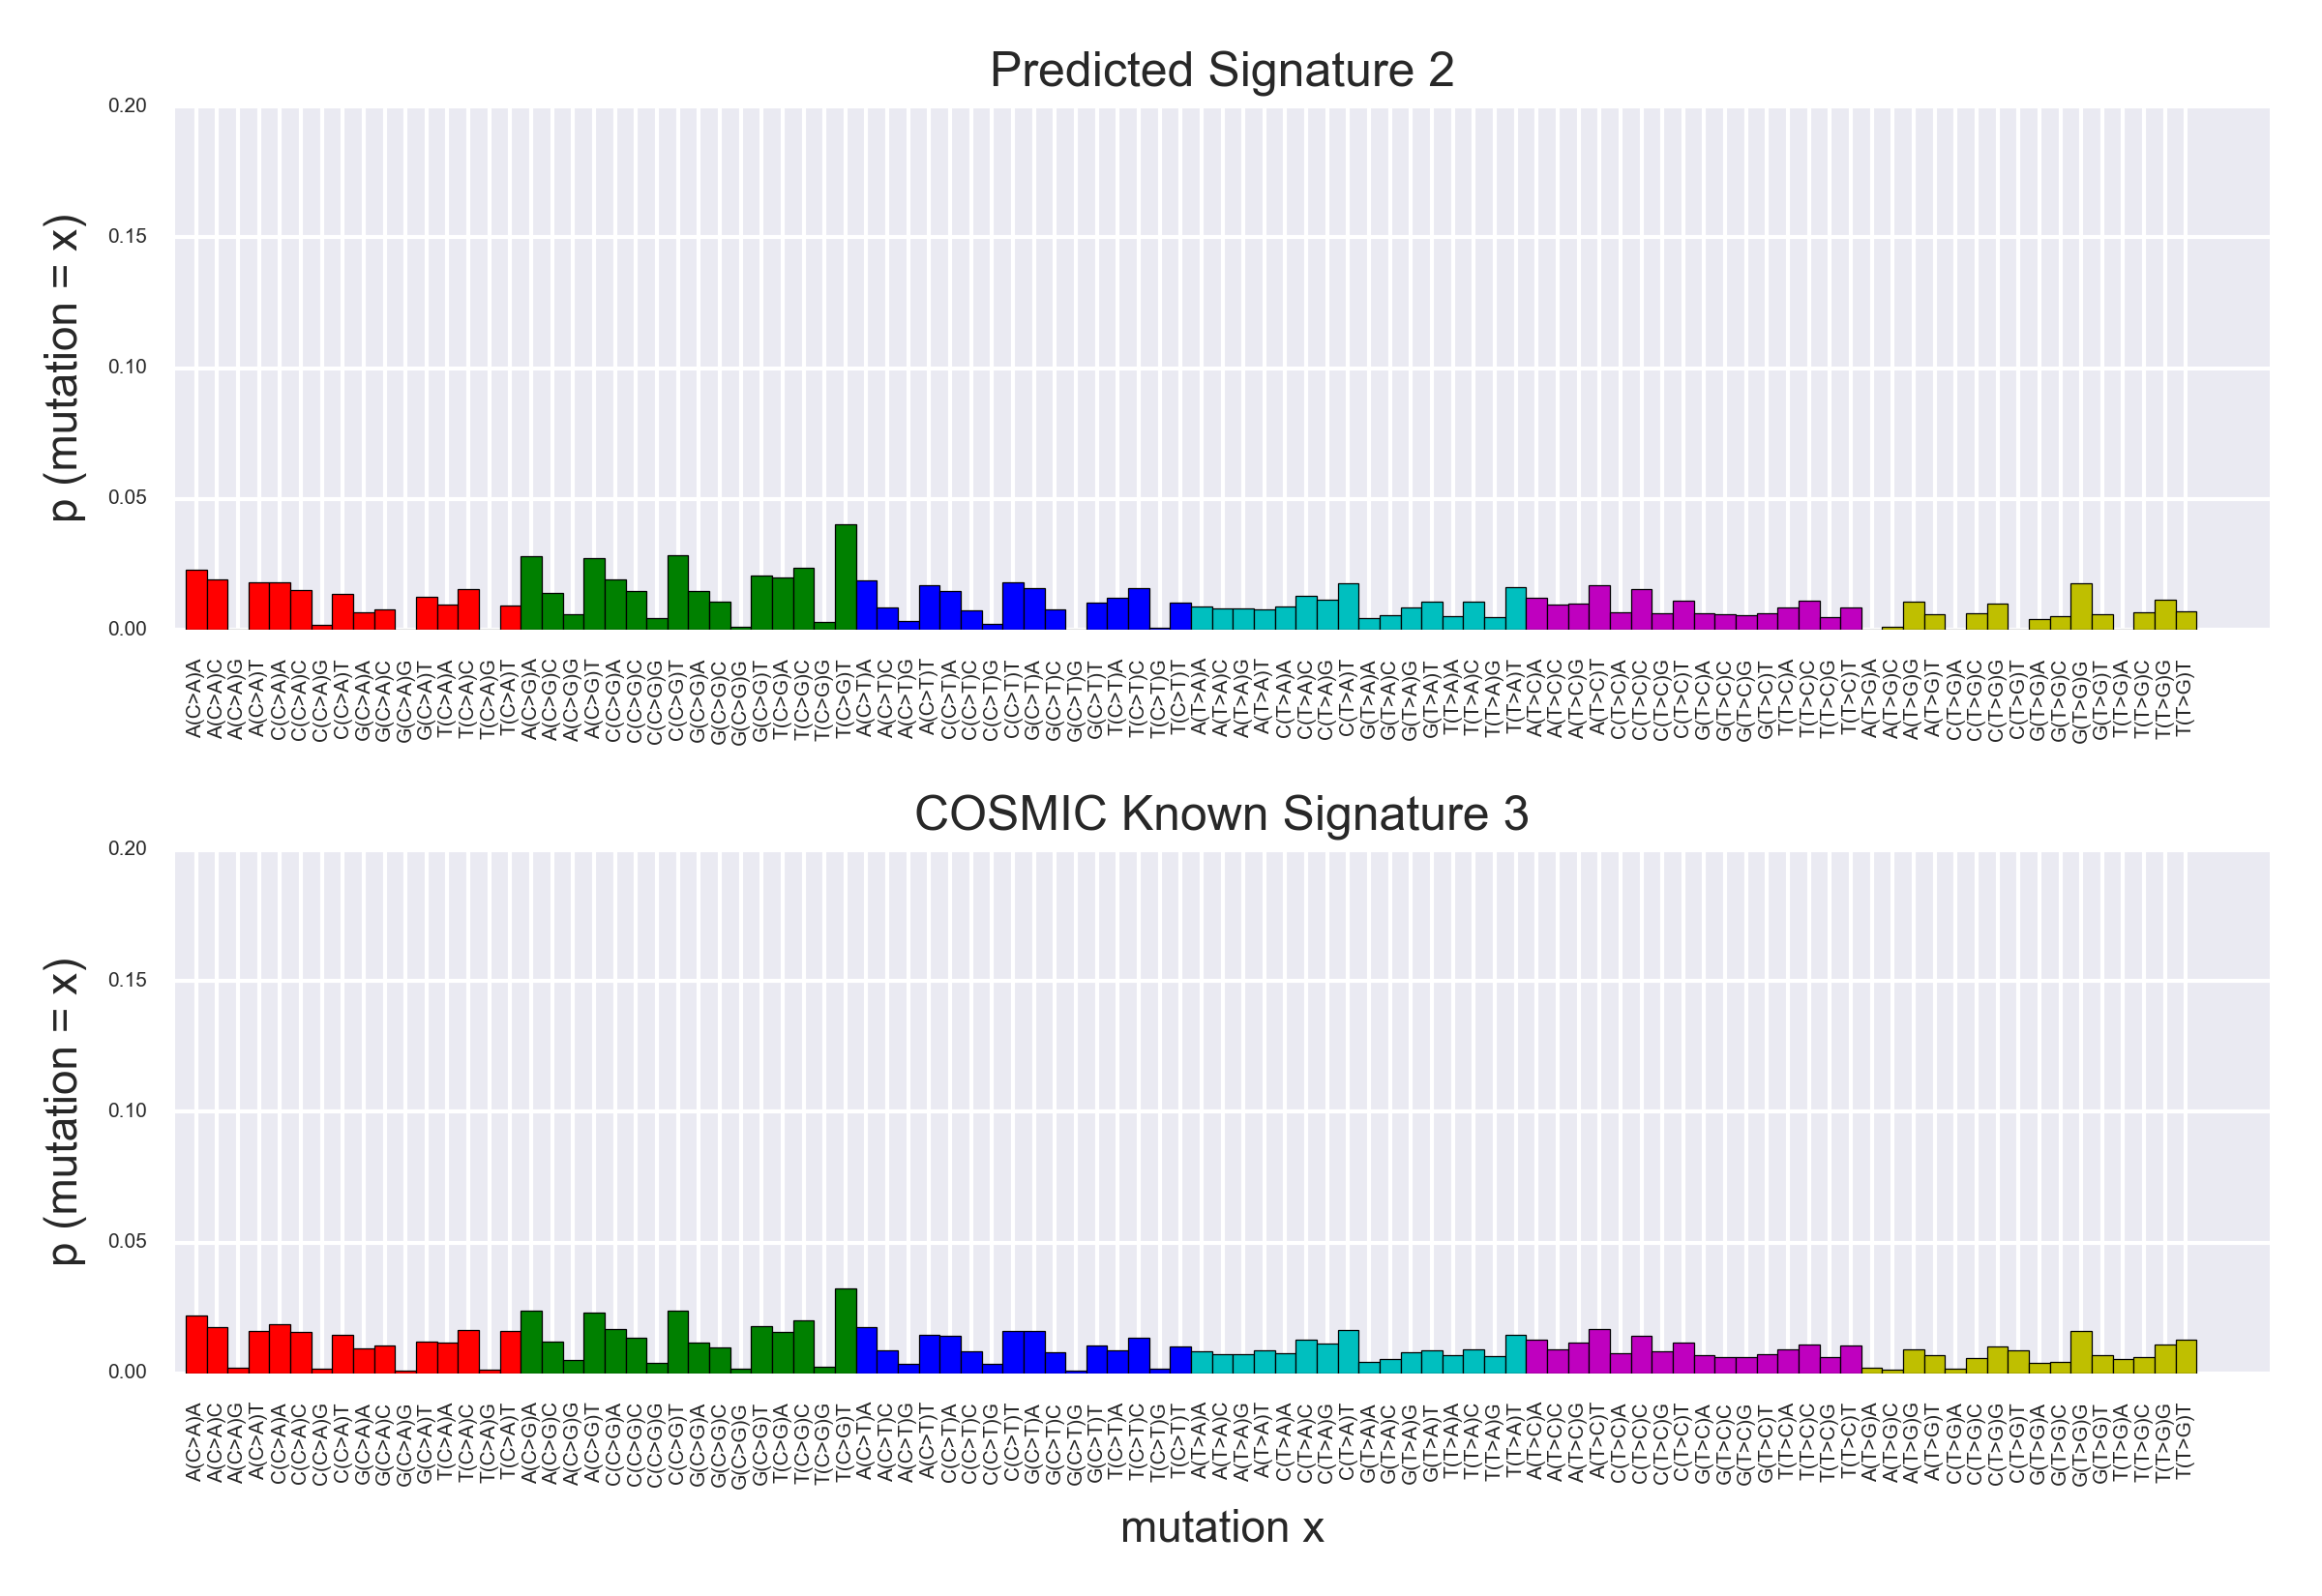 Predicted Signature 2
p (mutation = x)
0.20
0.15
0.10
0.05
0.00
A(C>A)A A(C>A)C A(C>A)G A(C>A)T C(C>A)A C(C>A)C C(C>A)G C(C>A)T G(C>A)A G(C>A)C G(C>A)G G(C>A)T T(C>A)A T(C>A)C T(C>A)G T(C>A)T A(C>G)A A(C>G)C A(C>G)G A(C>G)T C(C>G)A C(C>G)C C(C>G)G C(C>G)T G(C>G)A G(C>G)C G(C>G)G G(C>G)T T(C>G)A T(C>G)C T(C>G)G T(C>G)T A(C>T)A A(C>T)C A(C>T)G A(C>T)T C(C>T)A C(C>T)C C(C>T)G C(C>T)T G(C>T)A G(C>T)C G(C>T)G G(C>T)T T(C>T)A T(C>T)C T(C>T)G T(C>T)T A(T>A)A A(T>A)C A(T>A)G A(T>A)T C(T>A)A C(T>A)C C(T>A)G C(T>A)T G(T>A)A G(T>A)C G(T>A)G G(T>A)T T(T>A)A T(T>A)C T(T>A)G T(T>A)T A(T>C)A A(T>C)C A(T>C)G A(T>C)T C(T>C)A C(T>C)C C(T>C)G C(T>C)T G(T>C)A G(T>C)C G(T>C)G G(T>C)T T(T>C)A T(T>C)C T(T>C)G T(T>C)T A(T>G)A A(T>G)C A(T>G)G A(T>G)T C(T>G)A C(T>G)C C(T>G)G C(T>G)T G(T>G)A G(T>G)C G(T>G)G G(T>G)T T(T>G)A T(T>G)C T(T>G)G T(T>G)T
COSMIC Known Signature 3
p (mutation = x)
0.20
0.15
0.10
0.05
0.00
A(C>A)A A(C>A)C A(C>A)G A(C>A)T C(C>A)A C(C>A)C C(C>A)G C(C>A)T G(C>A)A G(C>A)C G(C>A)G G(C>A)T T(C>A)A T(C>A)C T(C>A)G T(C>A)T A(C>G)A A(C>G)C A(C>G)G A(C>G)T C(C>G)A C(C>G)C C(C>G)G C(C>G)T G(C>G)A G(C>G)C G(C>G)G G(C>G)T T(C>G)A T(C>G)C T(C>G)G T(C>G)T A(C>T)A A(C>T)C A(C>T)G A(C>T)T C(C>T)A C(C>T)C C(C>T)G C(C>T)T G(C>T)A G(C>T)C G(C>T)G G(C>T)T T(C>T)A T(C>T)C T(C>T)G T(C>T)T A(T>A)A A(T>A)C A(T>A)G A(T>A)T C(T>A)A C(T>A)C C(T>A)G C(T>A)T G(T>A)A G(T>A)C G(T>A)G G(T>A)T T(T>A)A T(T>A)C T(T>A)G T(T>A)T A(T>C)A A(T>C)C A(T>C)G A(T>C)T C(T>C)A C(T>C)C C(T>C)G C(T>C)T G(T>C)A G(T>C)C G(T>C)G G(T>C)T T(T>C)A T(T>C)C T(T>C)G T(T>C)T A(T>G)A A(T>G)C A(T>G)G A(T>G)T C(T>G)A C(T>G)C C(T>G)G C(T>G)T G(T>G)A G(T>G)C G(T>G)G G(T>G)T T(T>G)A T(T>G)C T(T>G)G T(T>G)T
mutation x